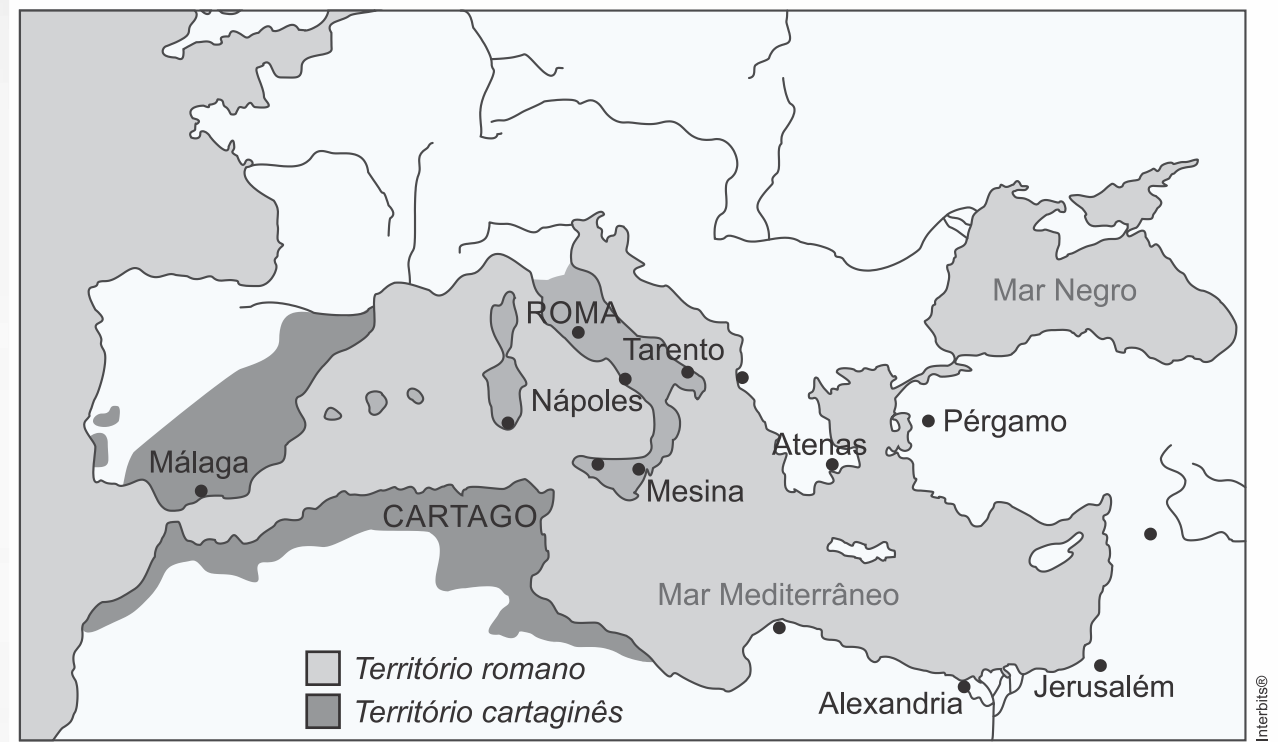 Mar Negro
ROMA
Tarento
Nápoles
Pérgamo
Atenas
Málaga
Mesina
CARTAGO
Mar Mediterrâneo
Território romano
Território cartaginês
Alexandria
Jerusalém
Interbits®